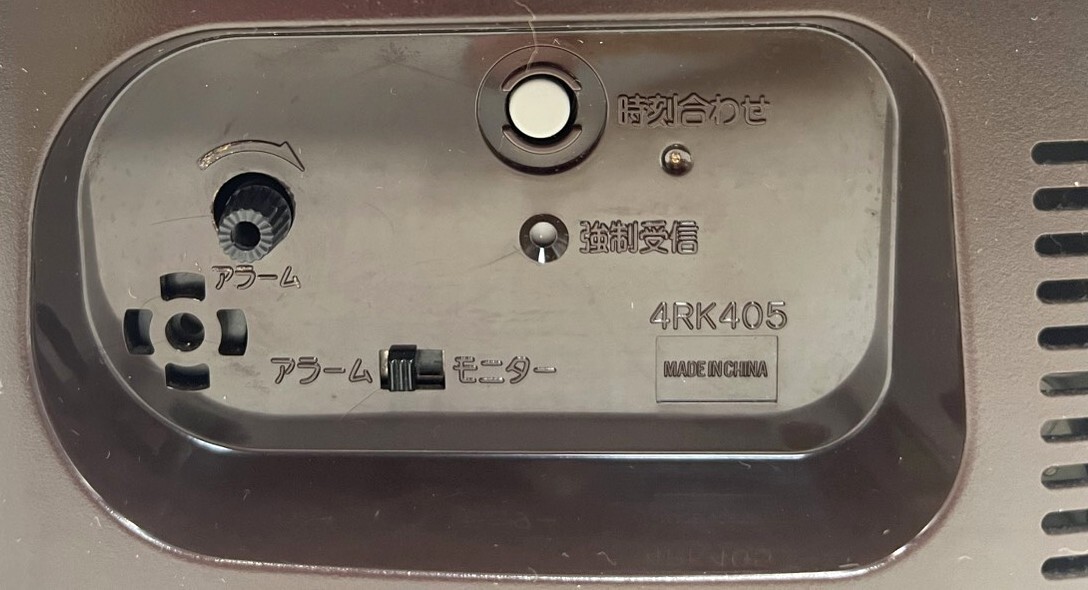 時刻合わせ
強制受信
アラーム
4RK405
アラーム モニター
MADE IN CHINA